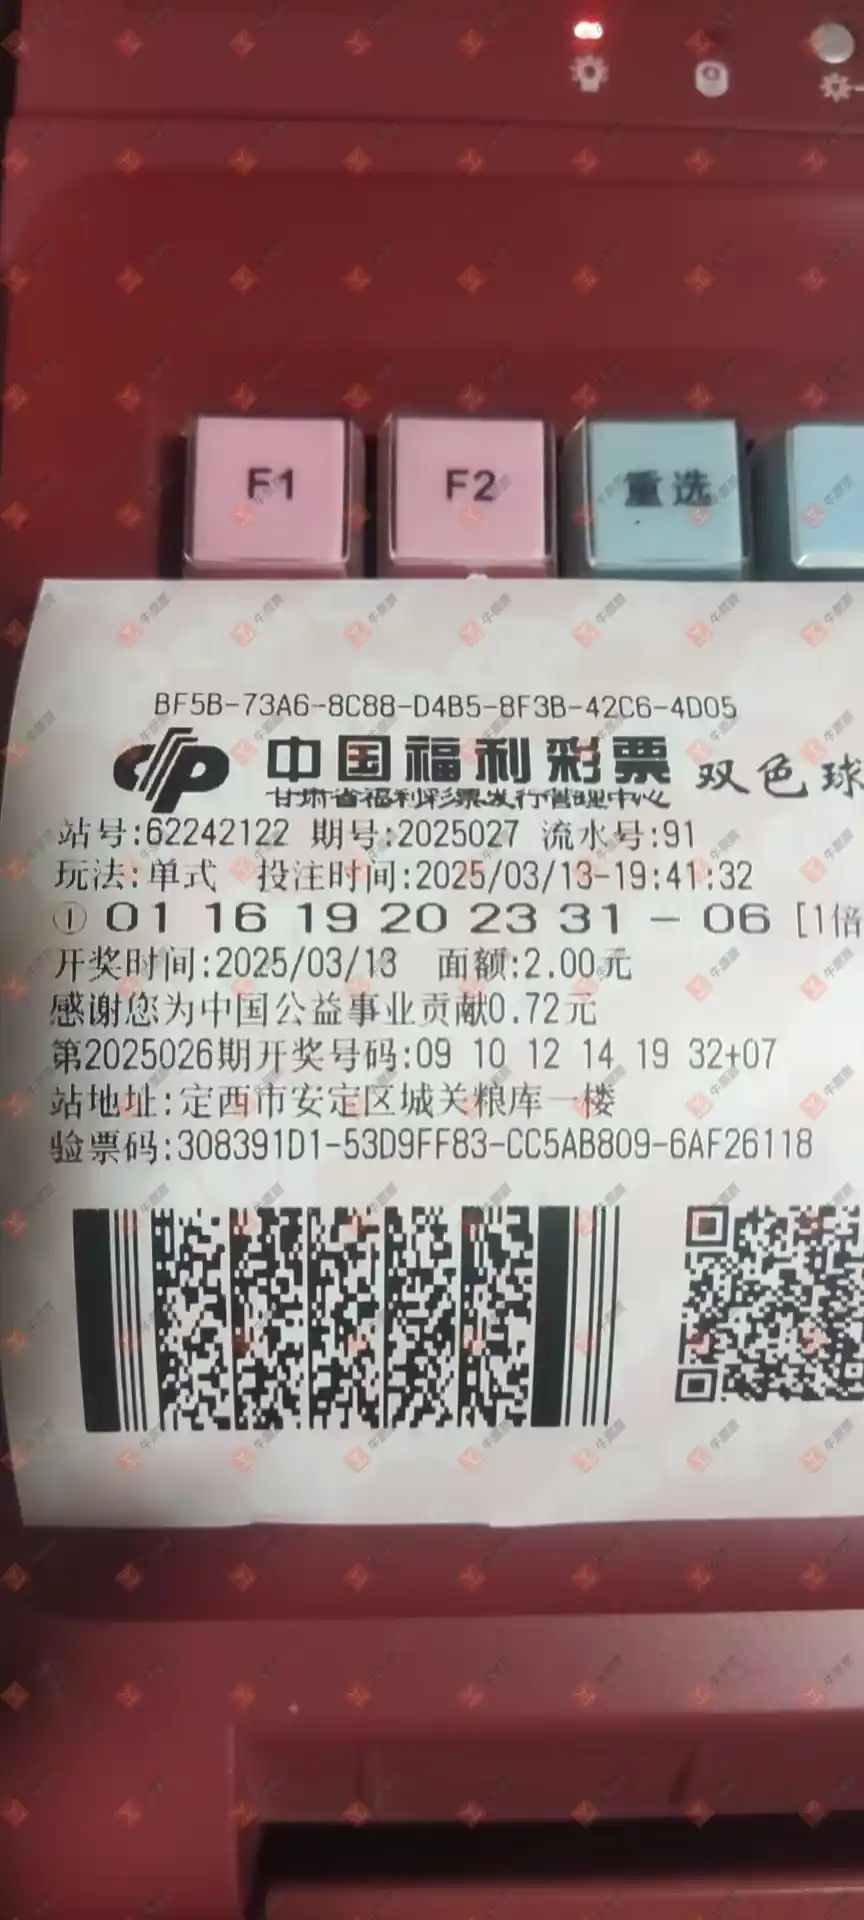 F1 F2 重选
BF5B-73A6-8C88-D4B5-8F3B-42C6-4D05
中国福利彩票 双色球
甘肃省福利彩票发行管理中心
站号:62242122 期号:2025027 流水号:91
玩法:单式 投注时间:2025/03/13-19:41:32
① 01 16 19 20 23 31 - 06 [1倍
开奖时间:2025/03/13 面额:2.00元
感谢您为中国公益事业贡献0.72元
第2025026期开奖号码:09 10 12 14 19 32+07
站地址:定西市安定区城关粮库一楼
验票码:308391D1-53D9FF83-CC5AB809-6AF26118